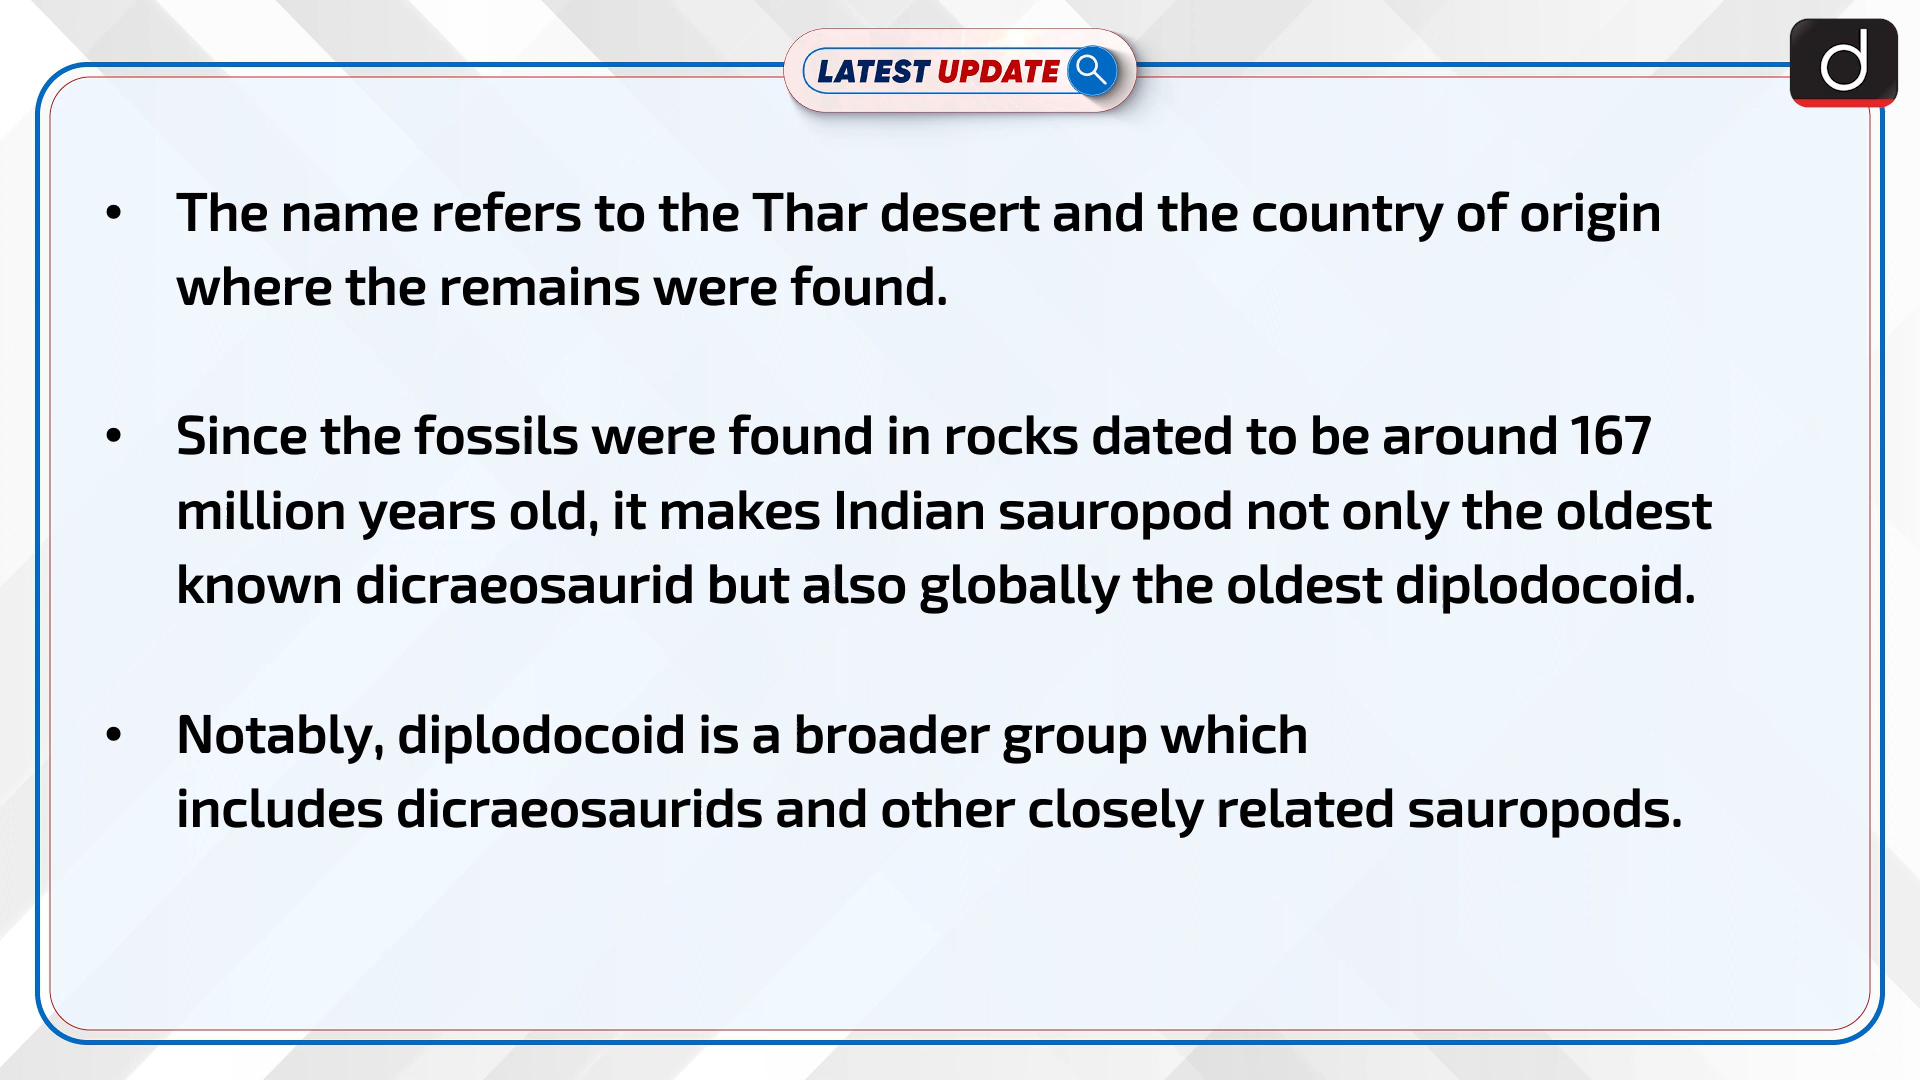 LATEST UPDATE
d
• The name refers to the Thar desert and the country of origin
where the remains were found.
• Since the fossils were found in rocks dated to be around 167
million years old, it makes Indian sauropod not only the oldest
known dicraeosaurid but also globally the oldest diplodocoid.
• Notably, diplodocoid is a broader group which
includes dicraeosaurids and other closely related sauropods.